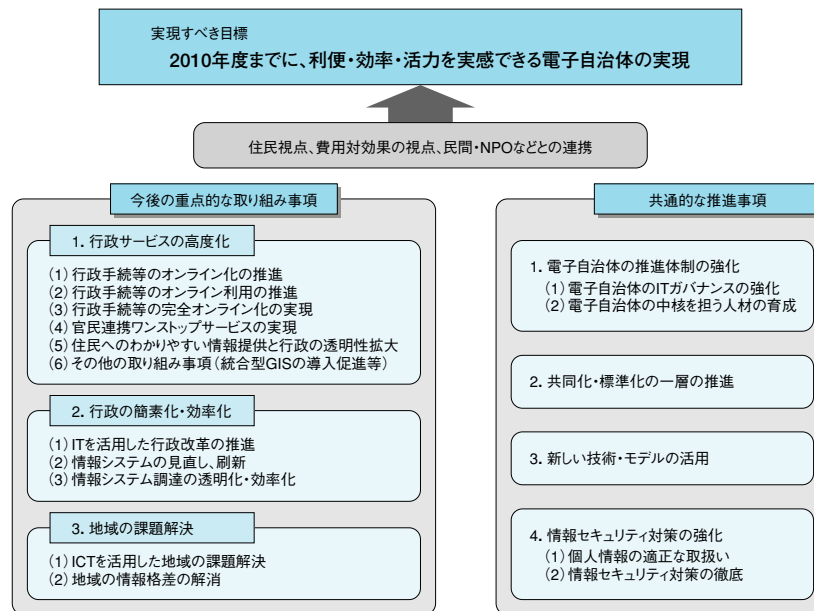 実現すべき目標
2010年度までに、利便・効率・活力を実感できる電子自治体の実現
住民視点、費用対効果の視点、民間・NPOなどとの連携
今後の重点的な取り組み事項
1. 行政サービスの高度化
(1) 行政手続等のオンライン化の推進
(2) 行政手続等のオンライン利用の推進
(3) 行政手続等の完全オンライン化の実現
(4) 官民連携ワンストップサービスの実現
(5) 住民へのわかりやすい情報提供と行政の透明性拡大
(6) その他の取り組み事項(統合型GISの導入促進等)
2. 行政の簡素化・効率化
(1) ITを活用した行政改革の推進
(2) 情報システムの見直し、刷新
(3) 情報システム調達の透明化・効率化
3. 地域の課題解決
(1) ICTを活用した地域の課題解決
(2) 地域の情報格差の解消
共通的な推進事項
1. 電子自治体の推進体制の強化
(1) 電子自治体のITガバナンスの強化
(2) 電子自治体の中核を担う人材の育成
2. 共同化・標準化の一層の推進
3. 新しい技術・モデルの活用
4. 情報セキュリティ対策の強化
(1) 個人情報の適正な取扱い
(2) 情報セキュリティ対策の徹底